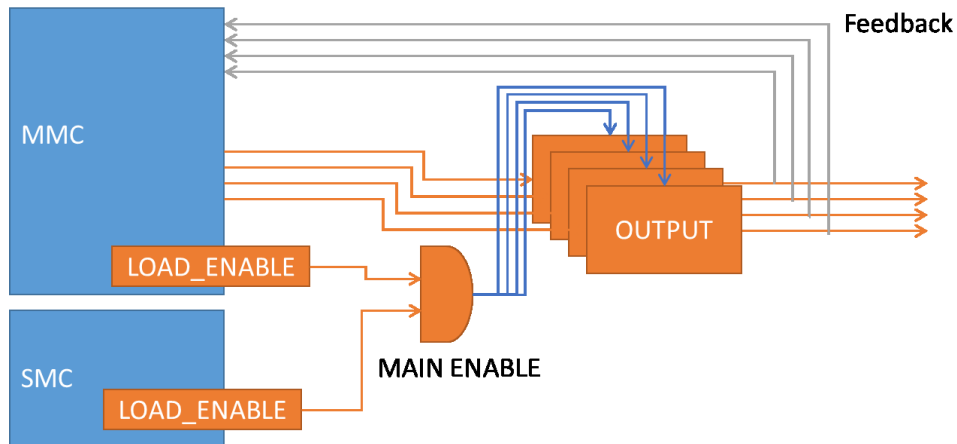 Feedback
MMC
OUTPUT
LOAD_ENABLE
MAIN ENABLE
SMC
LOAD_ENABLE